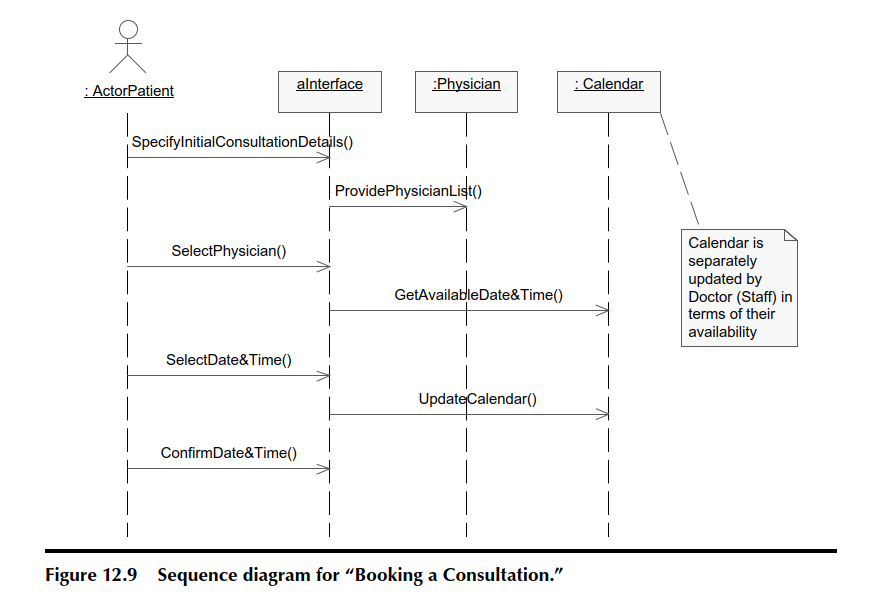 : ActorPatient
aInterface
:Physician
: Calendar
SpecifyInitialConsultationDetails()
ProvidePhysicianList()
SelectPhysician()
Calendar is
separately
updated by
Doctor (Staff) in
terms of their
availability
GetAvailableDate&Time()
SelectDate&Time()
UpdateCalendar()
ConfirmDate&Time()
Figure 12.9 Sequence diagram for “Booking a Consultation.”